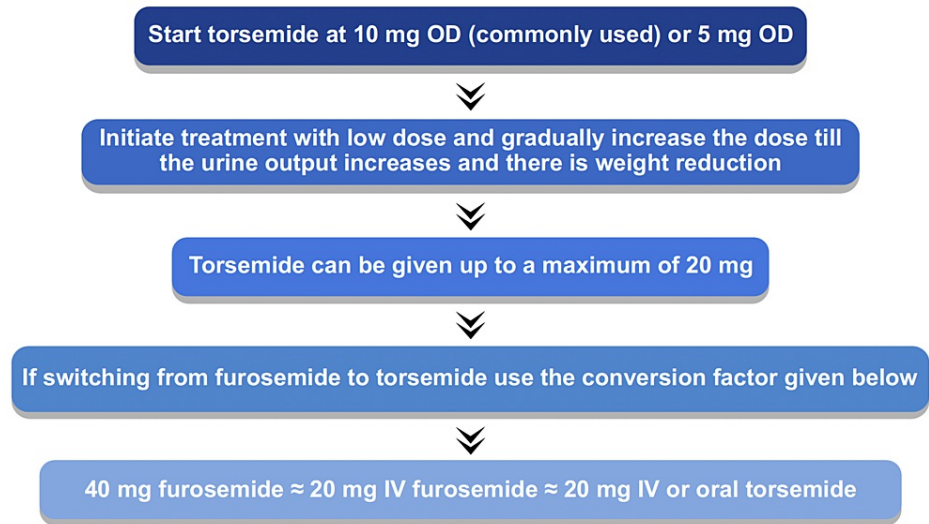 Start torsemide at 10 mg OD (commonly used) or 5 mg OD
Initiate treatment with low dose and gradually increase the dose till
the urine output increases and there is weight reduction
Torsemide can be given up to a maximum of 20 mg
If switching from furosemide to torsemide use the conversion factor given below
40 mg furosemide ≈ 20 mg IV furosemide ≈ 20 mg IV or oral torsemide